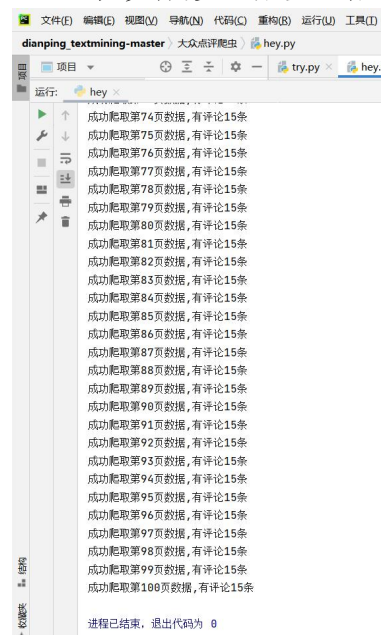 文件(F) 编辑(E) 视图(V) 导航(N) 代码(C) 重构(R) 运行(U) 工具(T)
dianping_textmining-master 大众点评爬虫 hey.py
项目 try.py hey.
运行: hey
成功爬取第74页数据,有评论15条
成功爬取第75页数据,有评论15条
成功爬取第76页数据,有评论15条
成功爬取第77页数据,有评论15条
成功爬取第78页数据,有评论15条
成功爬取第79页数据,有评论15条
成功爬取第80页数据,有评论15条
成功爬取第81页数据,有评论15条
成功爬取第82页数据,有评论15条
成功爬取第83页数据,有评论15条
成功爬取第84页数据,有评论15条
成功爬取第85页数据,有评论15条
成功爬取第86页数据,有评论15条
成功爬取第87页数据,有评论15条
成功爬取第88页数据,有评论15条
成功爬取第89页数据,有评论15条
成功爬取第90页数据,有评论15条
成功爬取第91页数据,有评论15条
成功爬取第92页数据,有评论15条
成功爬取第93页数据,有评论15条
成功爬取第94页数据,有评论15条
成功爬取第95页数据,有评论15条
成功爬取第96页数据,有评论15条
成功爬取第97页数据,有评论15条
成功爬取第98页数据,有评论15条
成功爬取第99页数据,有评论15条
成功爬取第100页数据,有评论15条
进程已结束,退出代码为 0
项目
结构
收藏夹